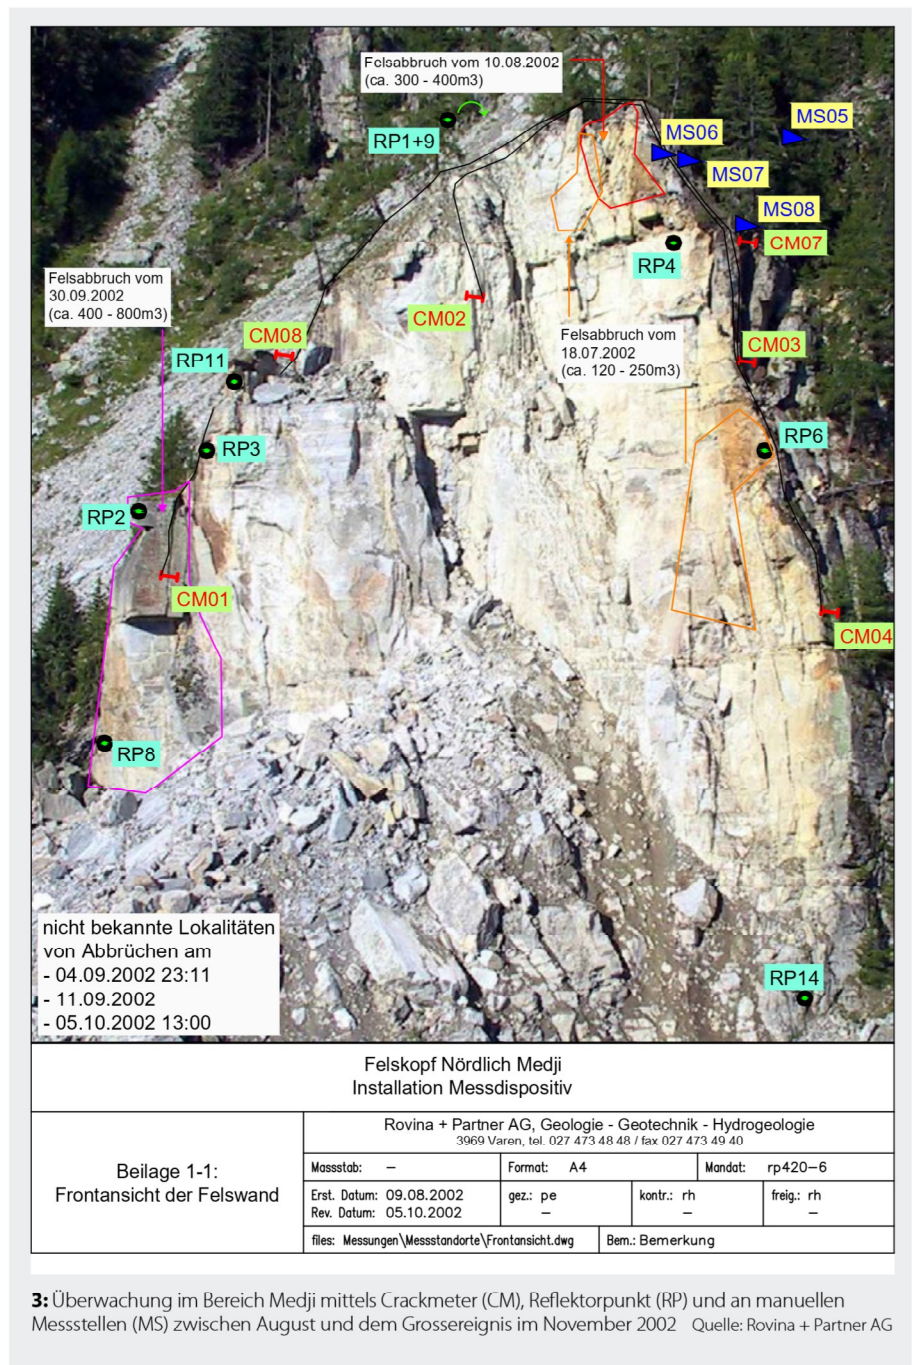 Felsabbruch vom 10.08.2002
(ca. 300 - 400m3)
RP1+9
MS05
MS06
MS07
MS08
CM07
RP4
Felsabbruch vom
30.09.2002
(ca. 400 - 800m3)
CM02
CM08
CM03
Felsabbruch vom
18.07.2002
(ca. 120 - 250m3)
RP11
RP3
RP6
RP2
CM01
CM04
RP8
nicht bekannte Lokalitäten
von Abbrüchen am
- 04.09.2002 23:11
- 11.09.2002
- 05.10.2002 13:00
RP14
Felskopf Nördlich Medji
Installation Messdispositiv
Beilage 1-1:
Frontansicht der Felswand
Rovina + Partner AG, Geologie - Geotechnik - Hydrogeologie
3969 Varen, tel. 027 473 48 48 / fax 027 473 49 40
Massstab: –
Format: A4
Mandat: rp420-6
Erst. Datum: 09.08.2002
Rev. Datum: 05.10.2002
gez.: pe
–
kontr.: rh
–
freig.: rh
–
files: Messungen\Messstandorte\Frontansicht.dwg
Bem.: Bemerkung
3: Überwachung im Bereich Medji mittels Crackmeter (CM), Reflektorpunkt (RP) und an manuellen
Messstellen (MS) zwischen August und dem Grossereignis im November 2002 Quelle: Rovina + Partner AG